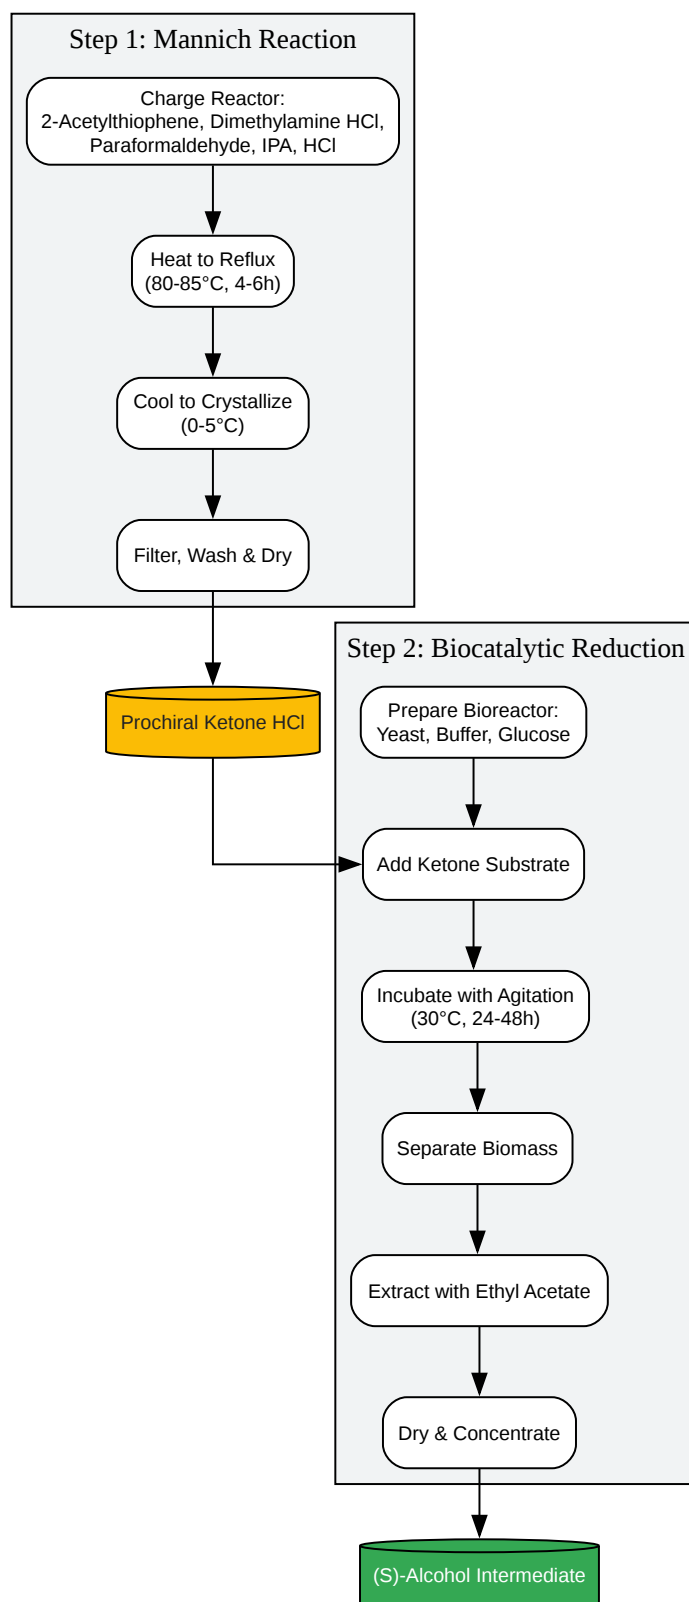 Step 1: Mannich Reaction
Charge Reactor:
2-Acetylthiophene, Dimethylamine HCl,
Paraformaldehyde, IPA, HCl
Heat to Reflux
(80-85°C, 4-6h)
Cool to Crystallize
(0-5°C)
Filter, Wash & Dry
Prochiral Ketone HCl
Step 2: Biocatalytic Reduction
Prepare Bioreactor:
Yeast, Buffer, Glucose
Add Ketone Substrate
Incubate with Agitation
(30°C, 24-48h)
Separate Biomass
Extract with Ethyl Acetate
Dry & Concentrate
(S)-Alcohol Intermediate